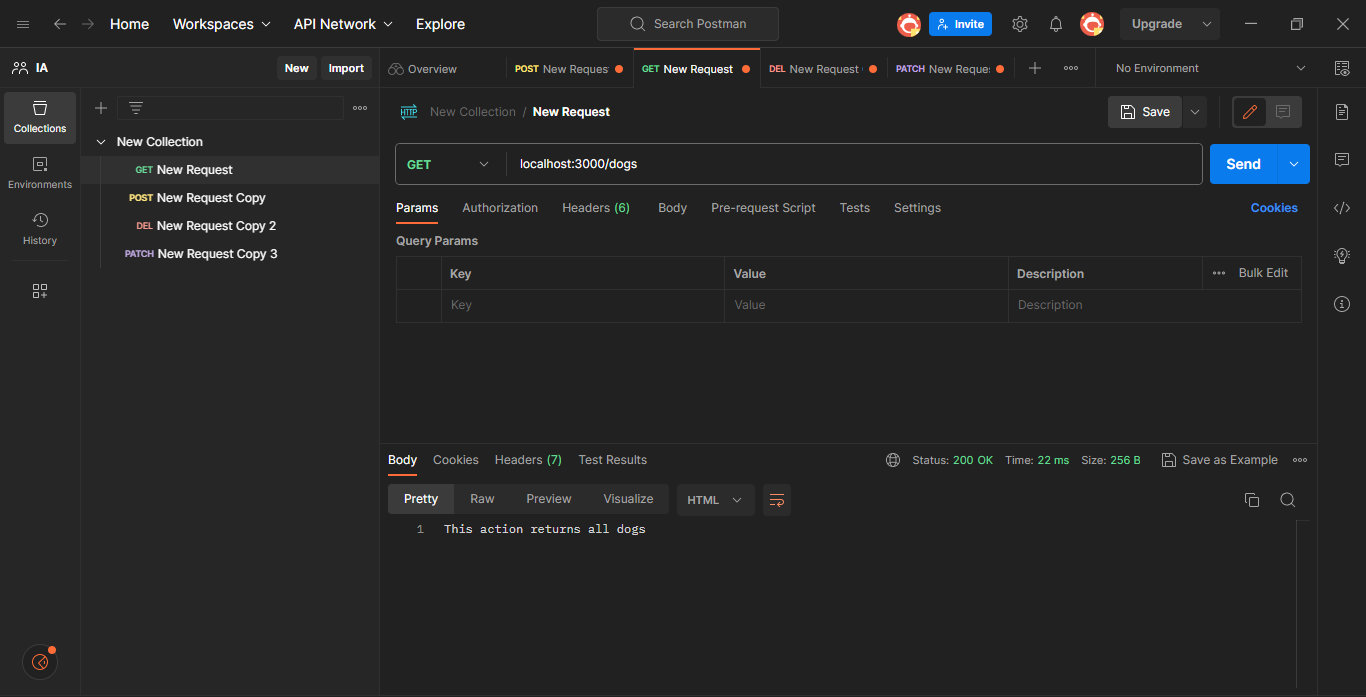 Home Workspaces API Network Explore Search Postman Invite Upgrade
IA New Import Overview POST New Reques GET New Request DEL New Request PATCH New Reque No Environment
Collections
Environments
History
New Collection
GET New Request
POST New Request Copy
DEL New Request Copy 2
PATCH New Request Copy 3
HTTP New Collection / New Request Save
GET localhost:3000/dogs Send
Params Authorization Headers (6) Body Pre-request Script Tests Settings Cookies
Query Params
Key Value Description Bulk Edit
Key Value Description
Body Cookies Headers (7) Test Results Status: 200 OK Time: 22 ms Size: 256 B Save as Example
Pretty Raw Preview Visualize HTML
1 This action returns all dogs